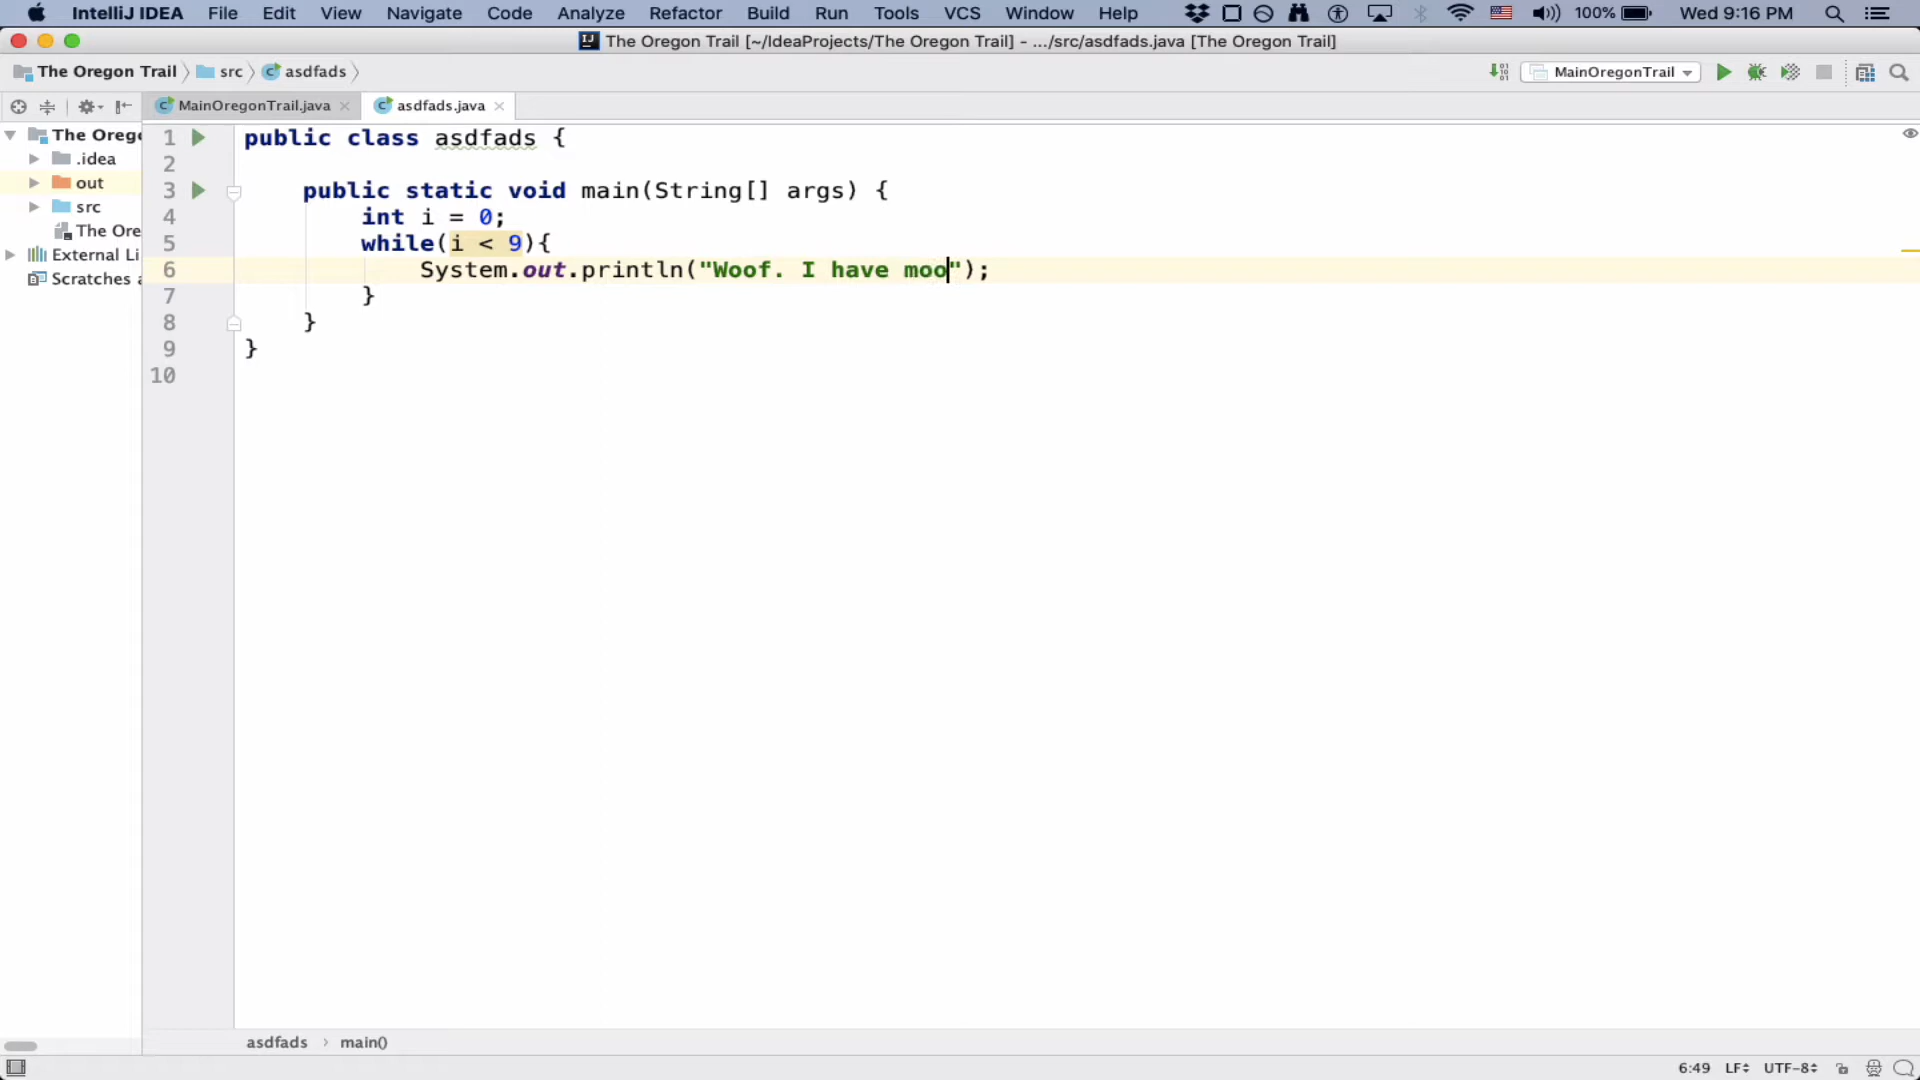 IntelliJ IDEA File Edit View Navigate Code Analyze Refactor Build Run Tools VCS Window Help 100% Wed 9:16 PM
The Oregon Trail [~/IdeaProjects/The Oregon Trail] - .../src/asdfads.java [The Oregon Trail]
The Oregon Trail src asdfads MainOregonTrail
MainOregonTrail.java asdfads.java
The Oreg
.idea
out
src
The Ore
External Li
Scratches a
1 public class asdfads {
2
3 public static void main(String[] args) {
4 int i = 0;
5 while(i < 9){
6 System.out.println("Woof. I have moo");
7 }
8 }
9 }
10
asdfads › main()
6:49 LF UTF-8